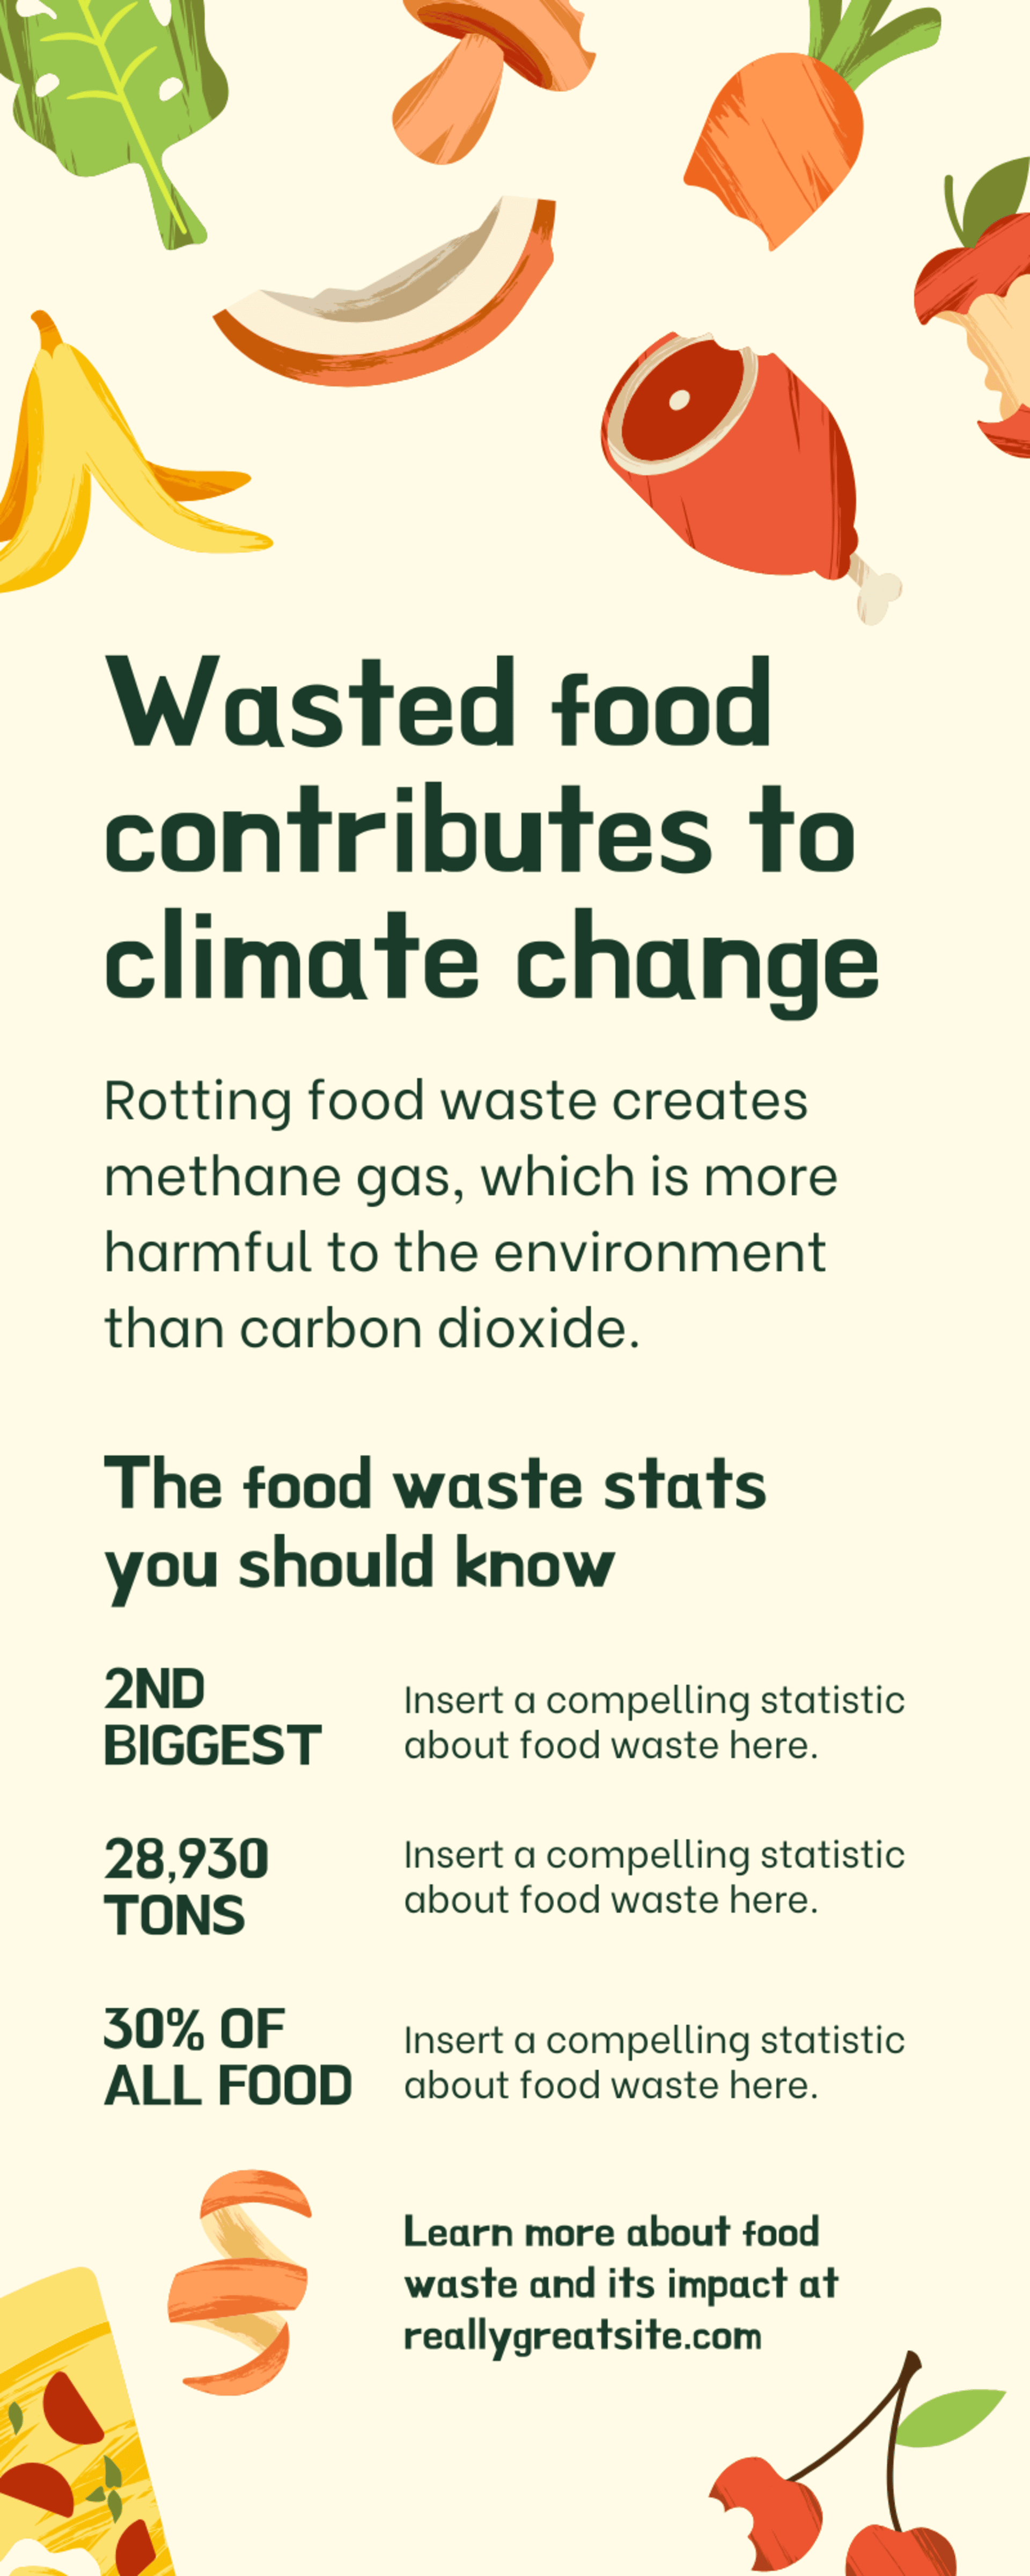 Wasted food
contributes to
climate change
Rotting food waste creates
methane gas, which is more
harmful to the environment
than carbon dioxide.
The food waste stats
you should know
2ND
BIGGEST
Insert a compelling statistic
about food waste here.
28,930
TONS
Insert a compelling statistic
about food waste here.
30% OF
ALL FOOD
Insert a compelling statistic
about food waste here.
Learn more about food
waste and its impact at
reallygreatsite.com